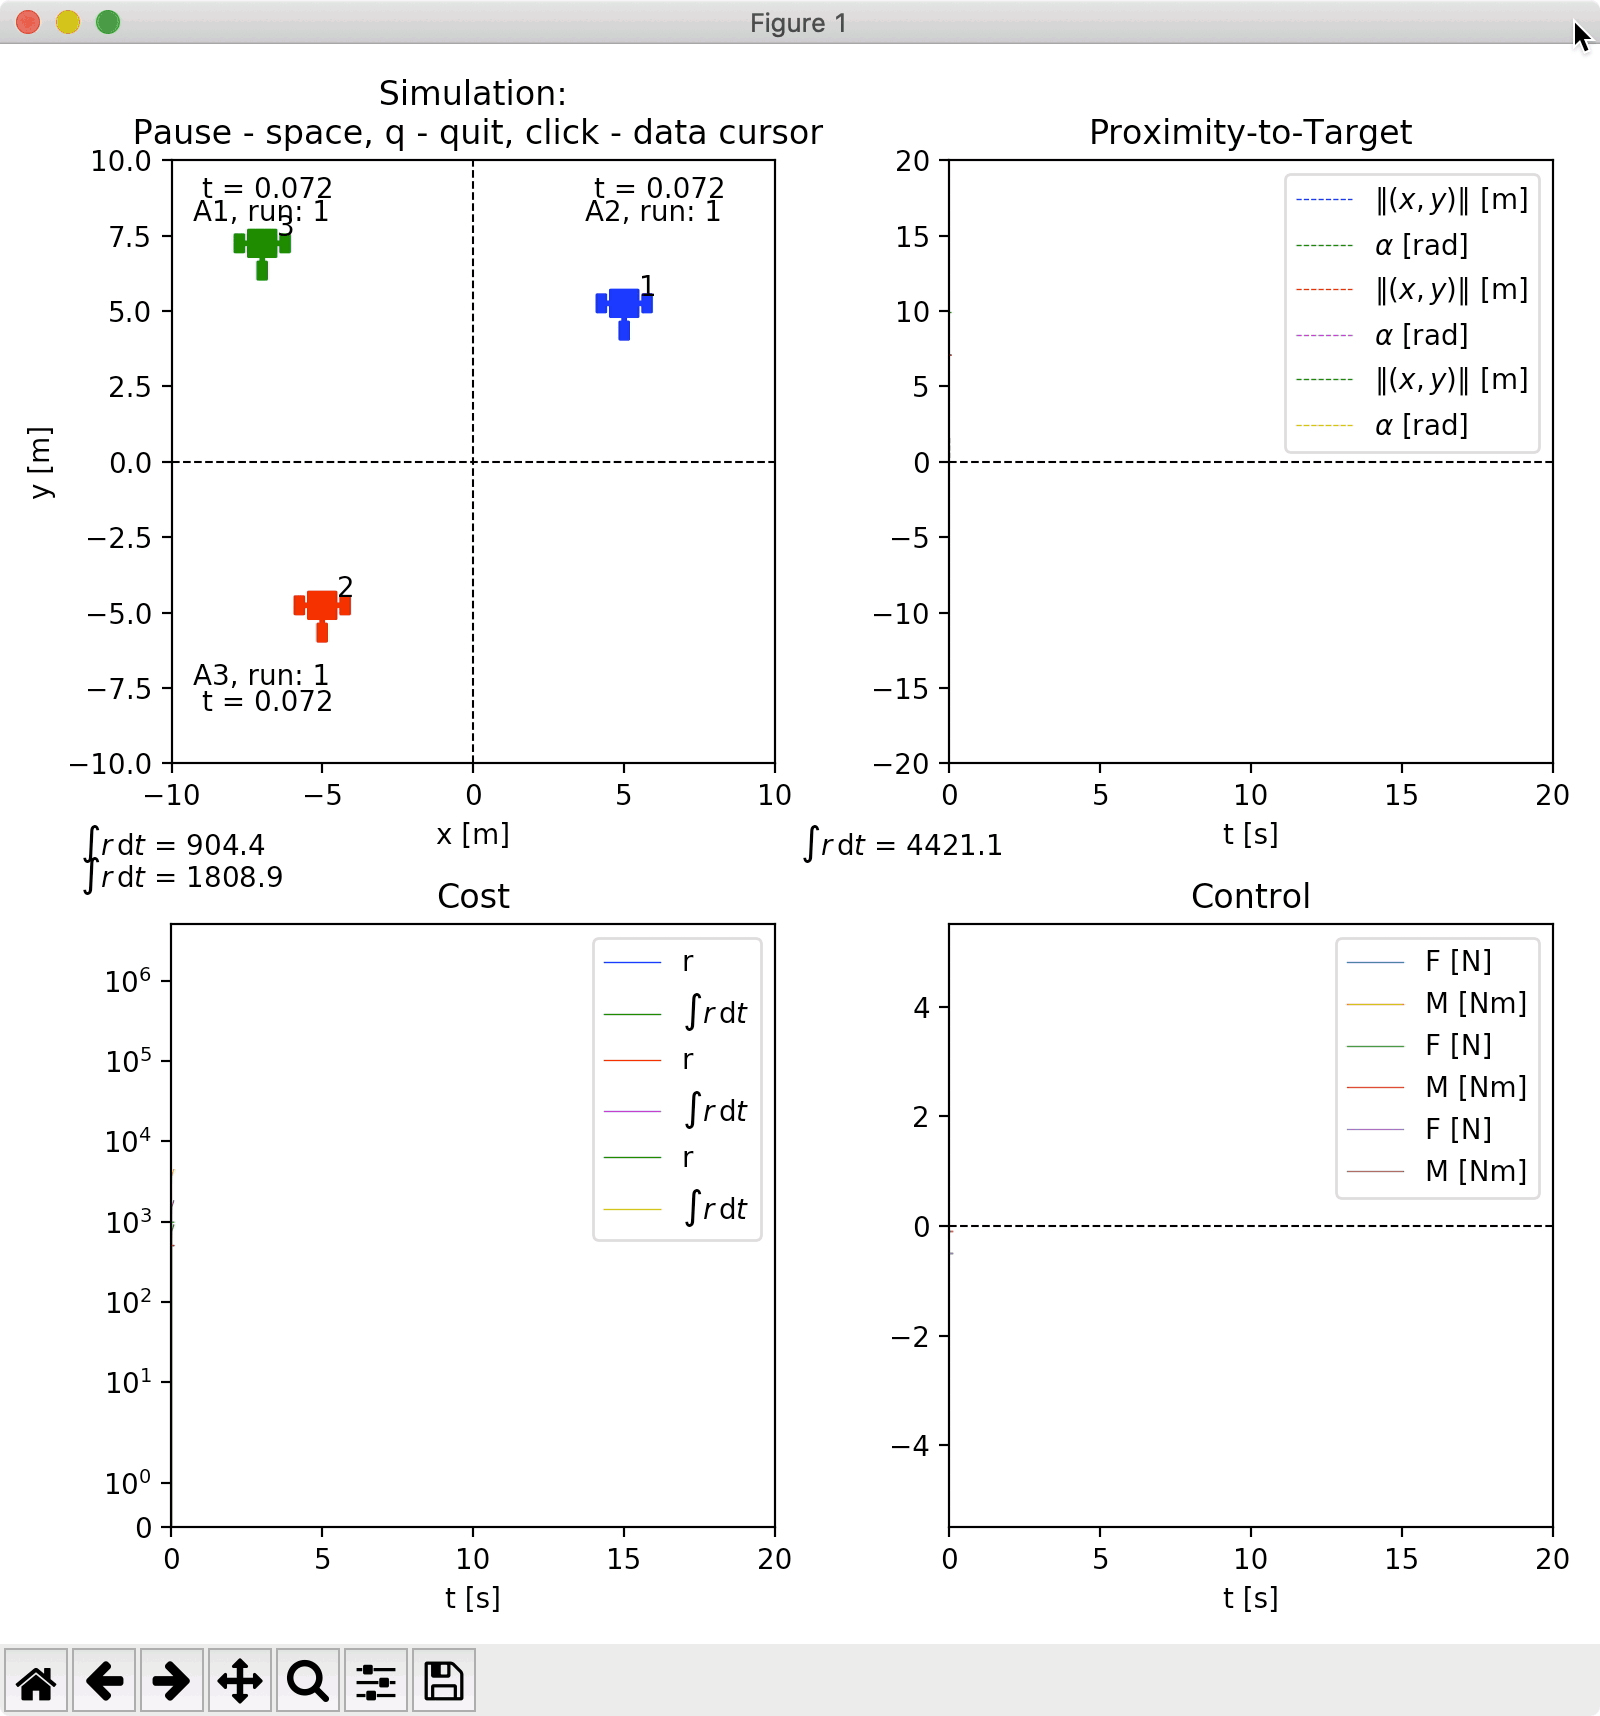 Figure 1
Simulation:
Pause - space, q - quit, click - data cursor
10.0
7.5
5.0
2.5
0.0
−2.5
−5.0
−7.5
−10.0
y [m]
t = 0.072
A1, run: 1
t = 0.072
A2, run: 1
3
1
2
A3, run: 1
t = 0.072
−10
−5
0
5
10
x [m]
Proximity-to-Target
20
15
10
5
0
−5
−10
−15
−20
‖(x, y)‖ [m]
α [rad]
‖(x, y)‖ [m]
α [rad]
‖(x, y)‖ [m]
α [rad]
0
5
10
15
20
t [s]
∫r dt = 904.4
∫r dt = 1808.9
∫r dt = 4421.1
Cost
10⁶
10⁵
10⁴
10³
10²
10¹
10⁰
0
r
∫r dt
r
∫r dt
r
∫r dt
0
5
10
15
20
t [s]
Control
4
2
0
−2
−4
F [N]
M [Nm]
F [N]
M [Nm]
F [N]
M [Nm]
0
5
10
15
20
t [s]